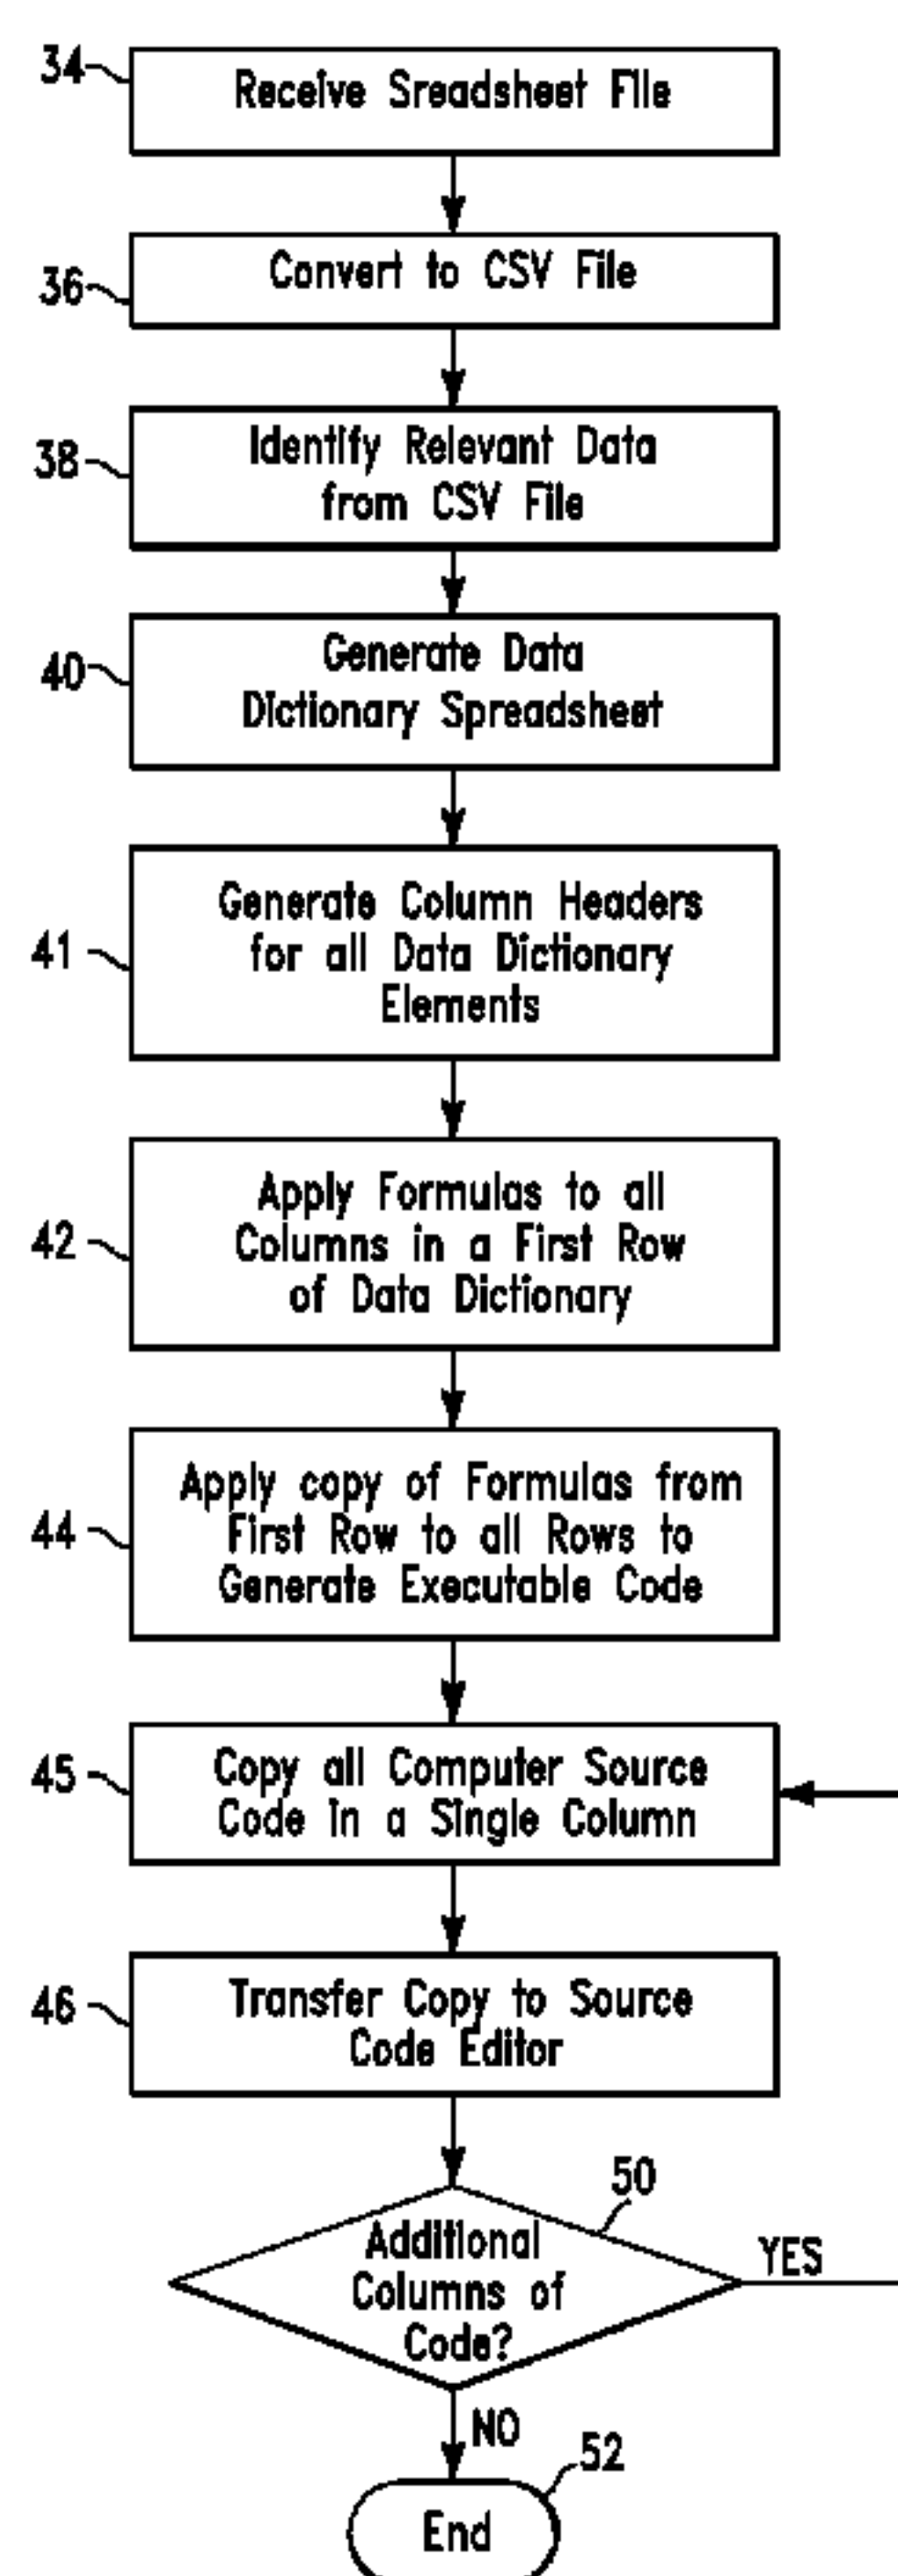 34
Receive Sreadsheet File
36
Convert to CSV File
38
Identify Relevant Data
from CSV File
40
Generate Data
Dictionary Spreadsheet
41
Generate Column Headers
for all Data Dictionary
Elements
42
Apply Formulas to all
Columns in a First Row
of Data Dictionary
44
Apply copy of Formulas from
First Row to all Rows to
Generate Executable Code
45
Copy all Computer Source
Code in a Single Column
46
Transfer Copy to Source
Code Editor
50
Additional
Columns of
Code?
YES
NO
52
End